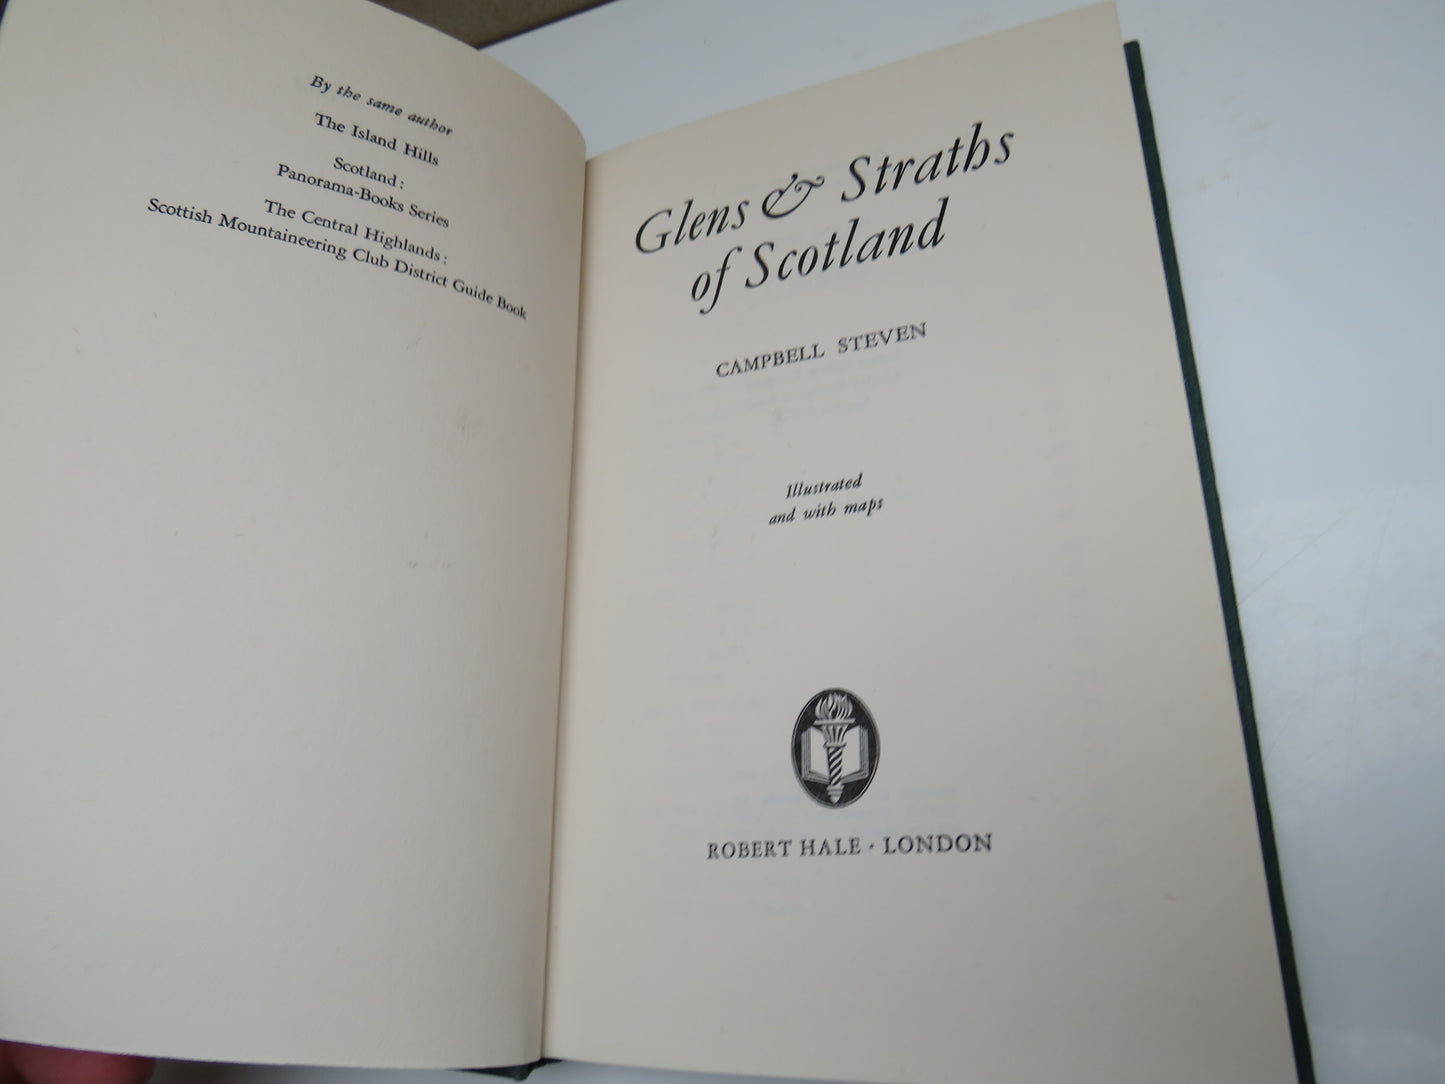 By the same author
The Island Hills
Scotland:
Panorama-Books Series
The Central Highlands:
Scottish Mountaineering Club District Guide Book
Glens & Straths
of Scotland
CAMPBELL STEVEN
Illustrated
and with maps
ROBERT HALE · LONDON